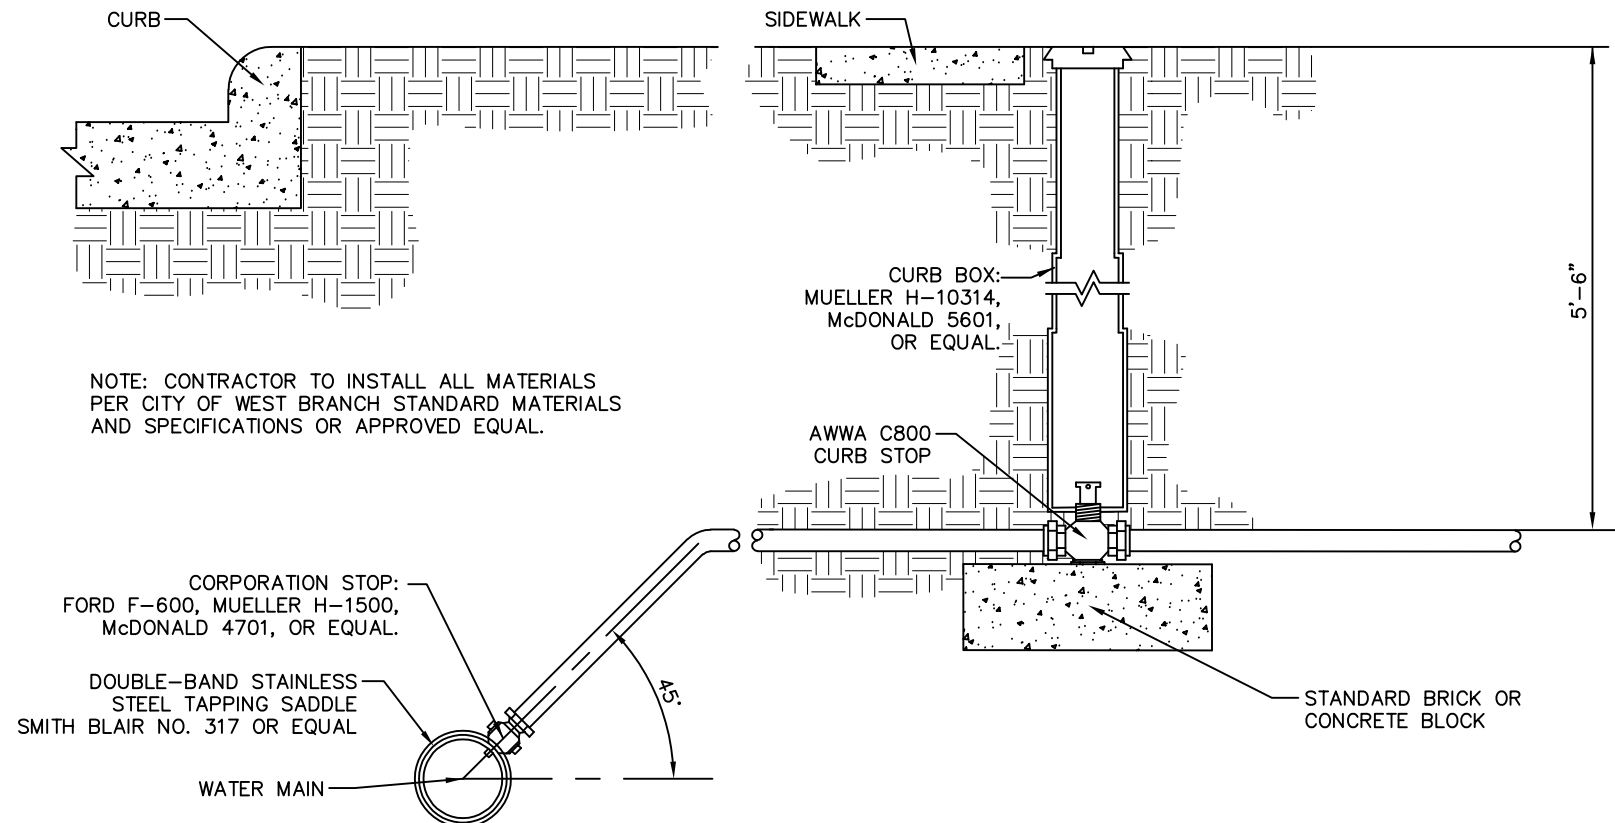 CURB
SIDEWALK
CURB BOX:
MUELLER H-10314,
McDONALD 5601,
OR EQUAL.
5'-6"
NOTE: CONTRACTOR TO INSTALL ALL MATERIALS
PER CITY OF WEST BRANCH STANDARD MATERIALS
AND SPECIFICATIONS OR APPROVED EQUAL.
AWWA C800
CURB STOP
CORPORATION STOP:
FORD F-600, MUELLER H-1500,
McDONALD 4701, OR EQUAL.
45°
DOUBLE-BAND STAINLESS
STEEL TAPPING SADDLE
SMITH BLAIR NO. 317 OR EQUAL
STANDARD BRICK OR
CONCRETE BLOCK
WATER MAIN